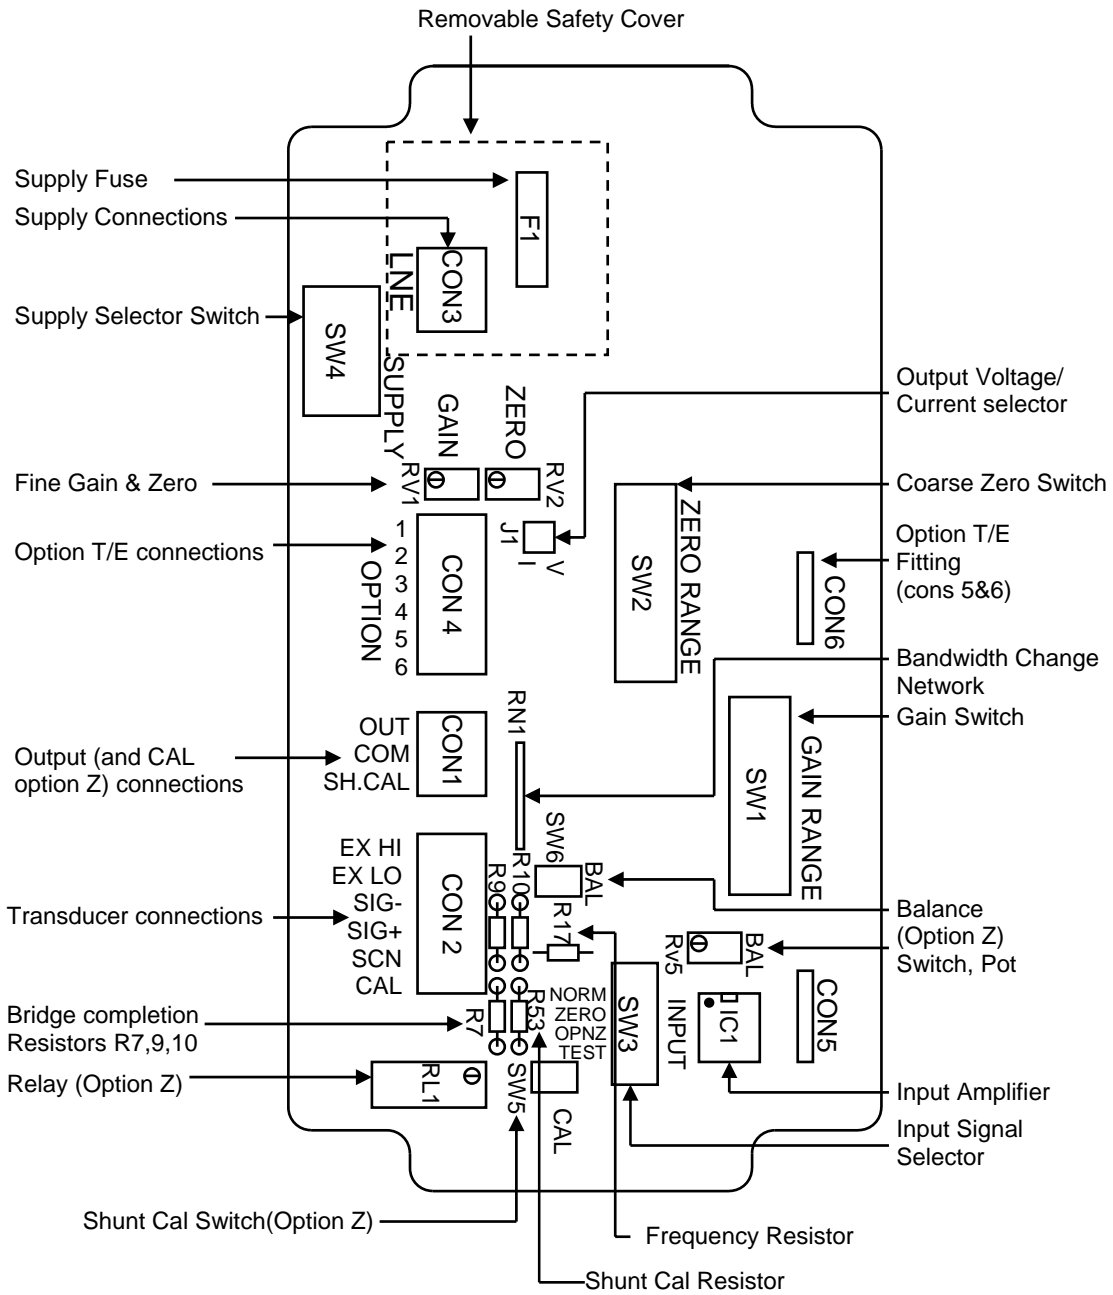 Removable Safety Cover
Supply Fuse
Supply Connections
F1
CON3
LNE
Supply Selector Switch
SW4
SUPPLY
GAIN
ZERO
Output Voltage/
Current selector
Fine Gain & Zero
RV1
RV2
Coarse Zero Switch
ZERO RANGE
SW2
J1
I
V
Option T/E connections
OPTION
1
2
3
4
5
6
CON 4
Option T/E
Fitting
(cons 5&6)
CON6
Bandwidth Change
Network
Gain Switch
RN1
OUT
COM
SH.CAL
CON1
Output (and CAL
option Z) connections
SW1
GAIN RANGE
SW6
BAL
EX HI
EX LO
SIG-
SIG+
SCN
CAL
CON 2
R9
R10
R17
Transducer connections
Balance
(Option Z)
Switch, Pot
Rv5
BAL
Bridge completion
Resistors R7,9,10
R7
R53
NORM
ZERO
OPNZ
TEST
SW3
INPUT
IC1
CON5
Relay (Option Z)
RL1
SW5
CAL
Input Amplifier
Input Signal
Selector
Shunt Cal Switch(Option Z)
Frequency Resistor
Shunt Cal Resistor